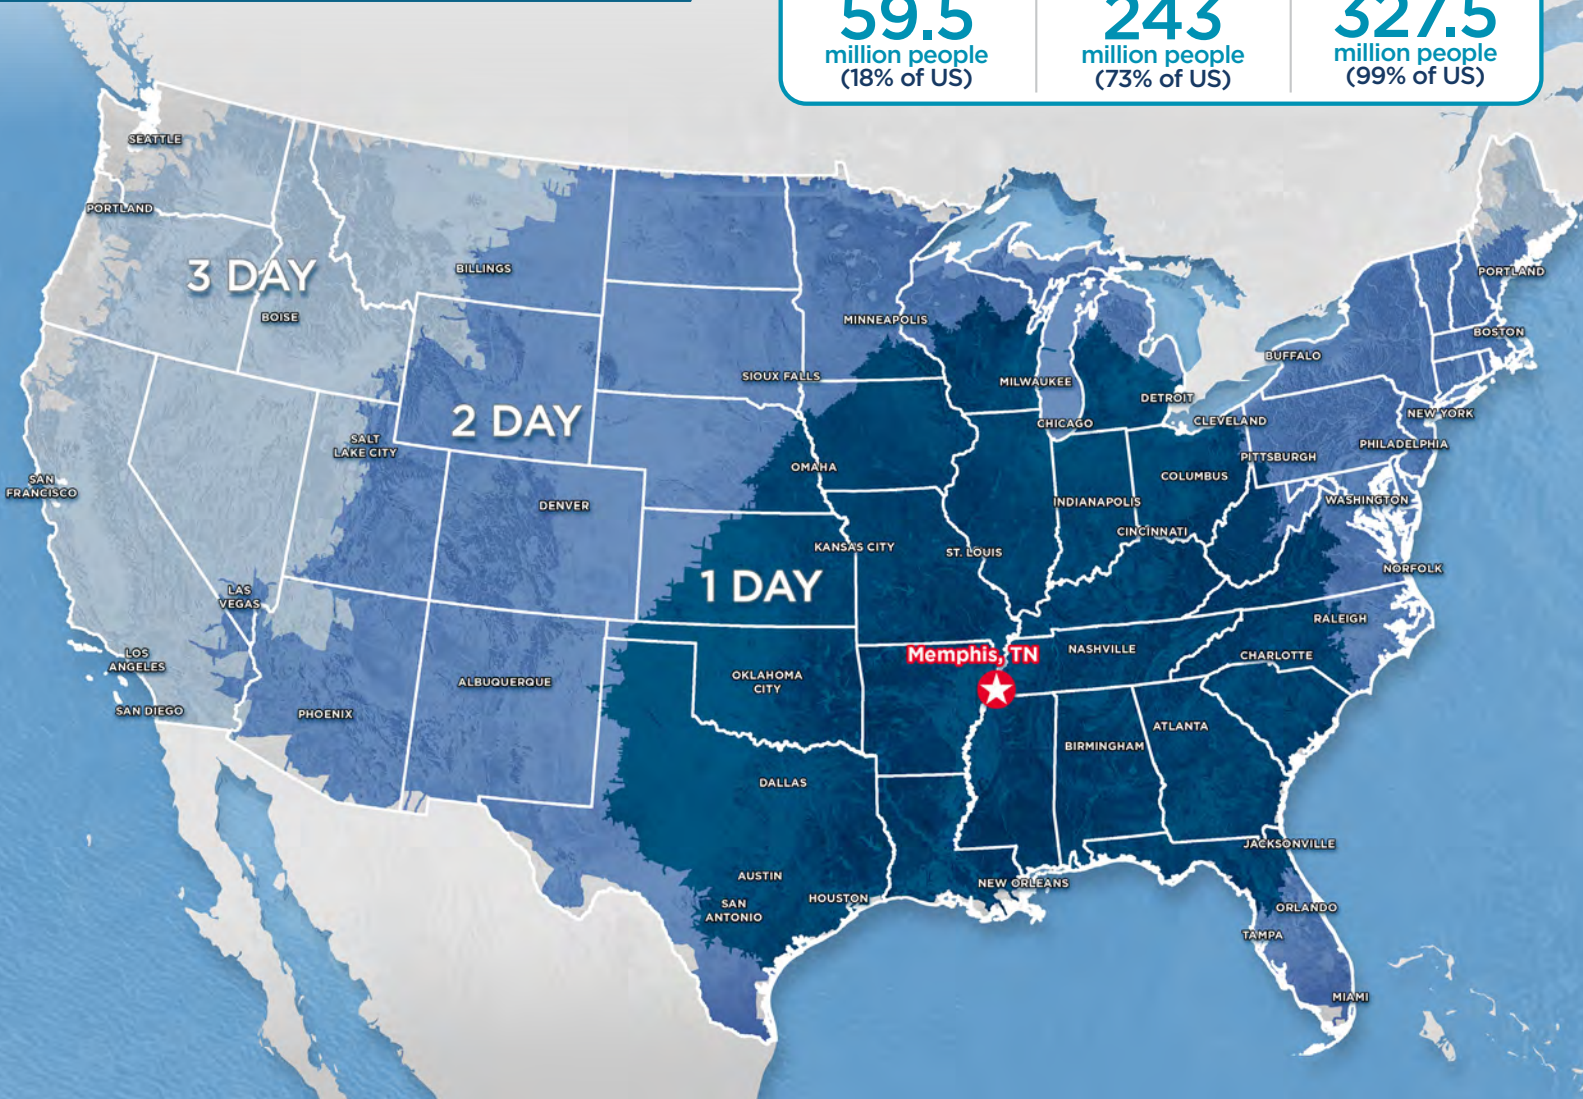 59.5
million people
(18% of US)
243
million people
(73% of US)
327.5
million people
(99% of US)
SEATTLE
PORTLAND
3 DAY
BOISE
BILLINGS
MINNEAPOLIS
PORTLAND
BOSTON
BUFFALO
SIOUX FALLS
MILWAUKEE
DETROIT
2 DAY
CHICAGO
CLEVELAND
NEW YORK
SALT
LAKE CITY
PHILADELPHIA
PITTSBURGH
OMAHA
COLUMBUS
SAN
FRANCISCO
DENVER
INDIANAPOLIS
WASHINGTON
CINCINNATI
KANSAS CITY
ST. LOUIS
NORFOLK
1 DAY
LAS
VEGAS
RALEIGH
LOS
ANGELES
Memphis, TN
NASHVILLE
CHARLOTTE
ALBUQUERQUE
OKLAHOMA
CITY
SAN DIEGO
PHOENIX
ATLANTA
BIRMINGHAM
DALLAS
JACKSONVILLE
AUSTIN
NEW ORLEANS
HOUSTON
SAN
ANTONIO
ORLANDO
TAMPA
MIAMI